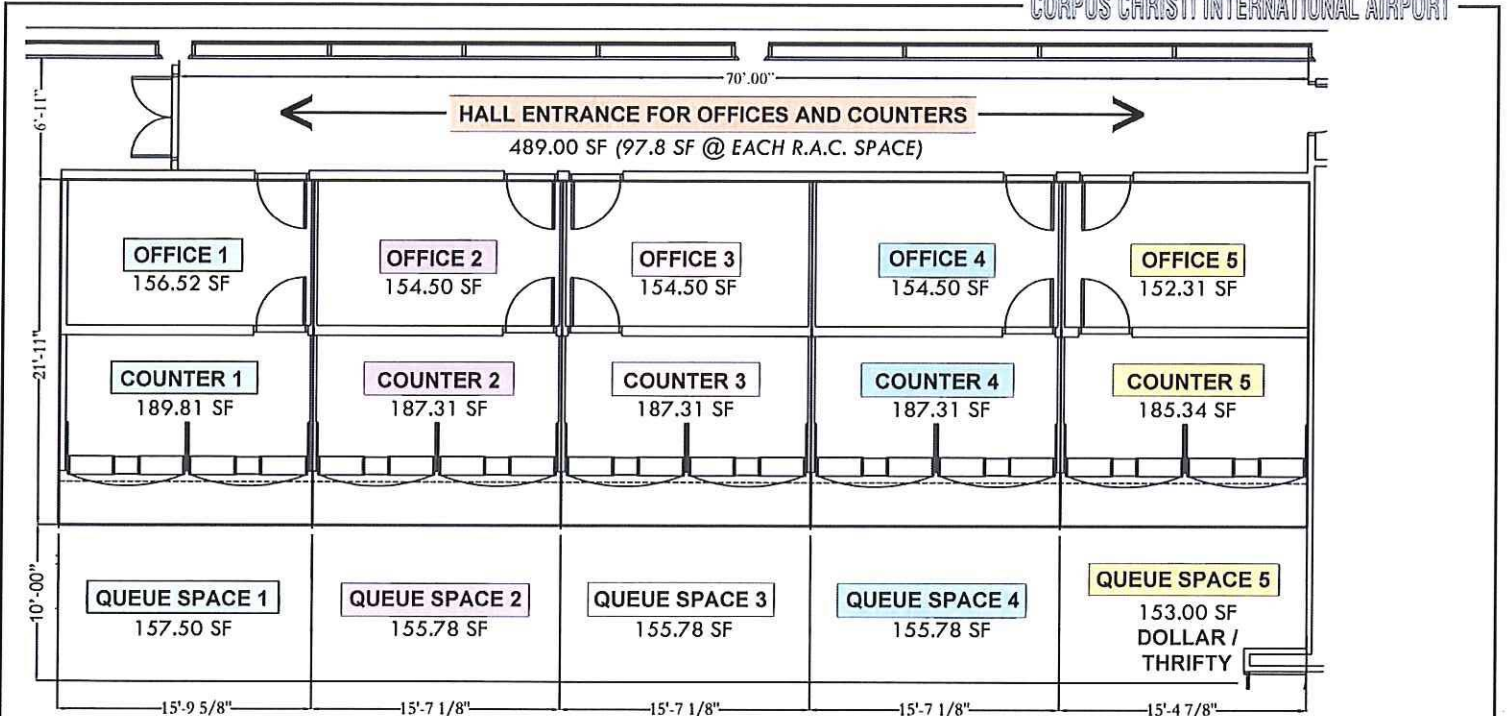 CORPUS CHRISTI INTERNATIONAL AIRPORT
70'.00"
6'-11"
HALL ENTRANCE FOR OFFICES AND COUNTERS
489.00 SF (97.8 SF @ EACH R.A.C. SPACE)
OFFICE 1
156.52 SF
OFFICE 2
154.50 SF
OFFICE 3
154.50 SF
OFFICE 4
154.50 SF
OFFICE 5
152.31 SF
21'-11"
COUNTER 1
189.81 SF
COUNTER 2
187.31 SF
COUNTER 3
187.31 SF
COUNTER 4
187.31 SF
COUNTER 5
185.34 SF
10'-00"
QUEUE SPACE 1
157.50 SF
QUEUE SPACE 2
155.78 SF
QUEUE SPACE 3
155.78 SF
QUEUE SPACE 4
155.78 SF
QUEUE SPACE 5
153.00 SF
DOLLAR /
THRIFTY
15'-9 5/8"
15'-7 1/8"
15'-7 1/8"
15'-7 1/8"
15'-4 7/8"